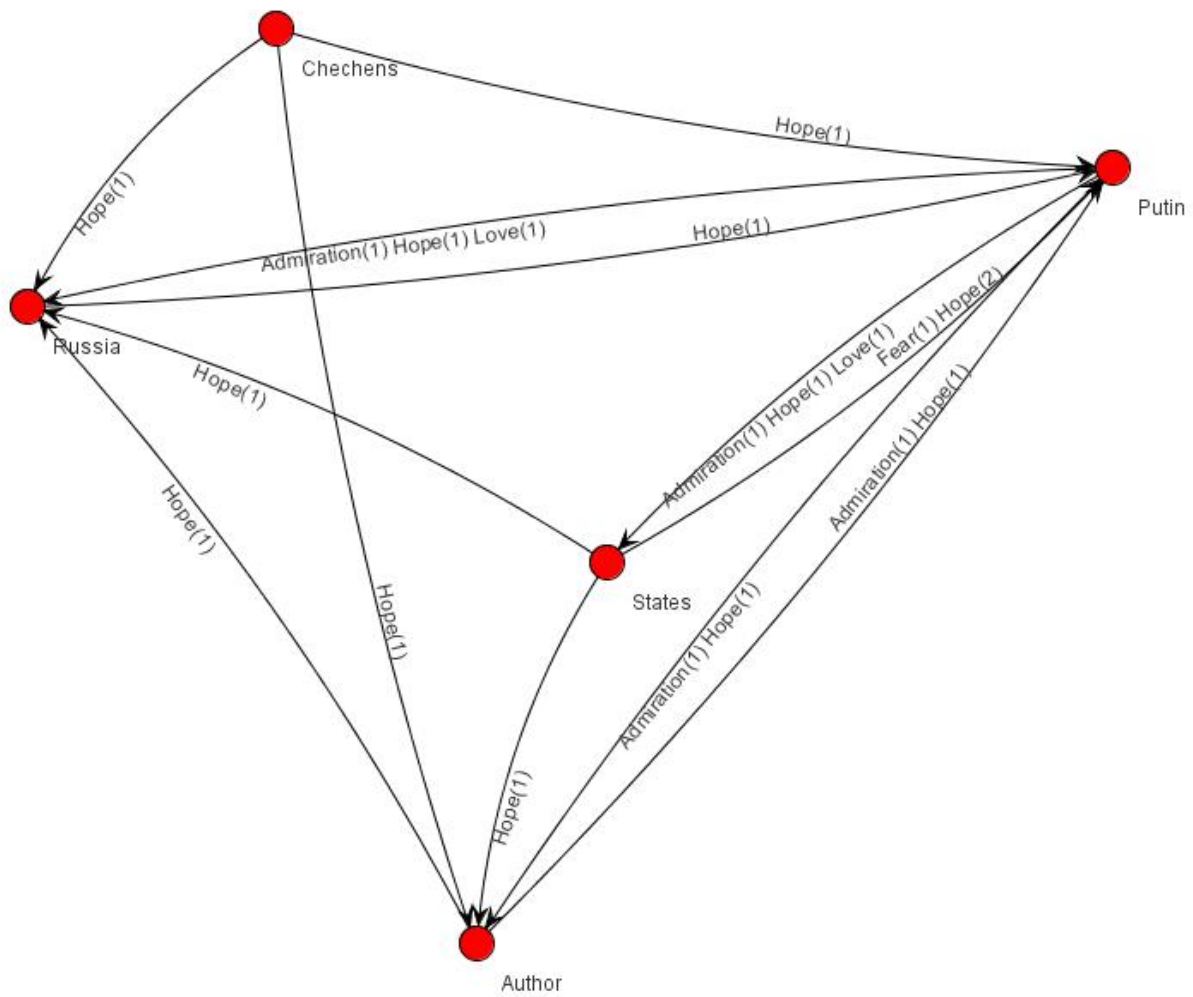 Chechens
Hope(1)
Putin
Hope(1)
Hope(1)
Admiration(1) Hope(1) Love(1)
Fear(1) Hope(2)
Russia
Hope(1)
Admiration(1) Hope(1) Love(1)
Admiration(1) Hope(1)
Hope(1)
States
Hope(1)
Admiration(1) Hope(1)
Hope(1)
Author